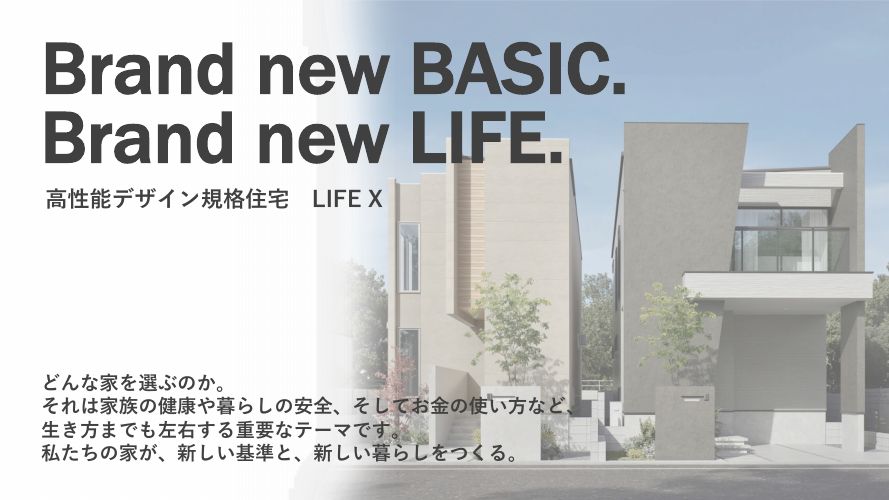 Brand new BASIC.
Brand new LIFE.
高性能デザイン規格住宅　LIFE X
どんな家を選ぶのか。
それは家族の健康や暮らしの安全、そしてお金の使い方など、
生き方までも左右する重要なテーマです。
私たちの家が、新しい基準と、新しい暮らしをつくる。